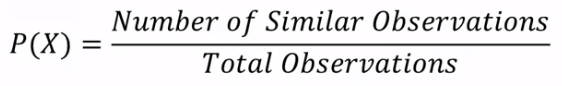 P(X) = Number of Similar Observations / Total Observations